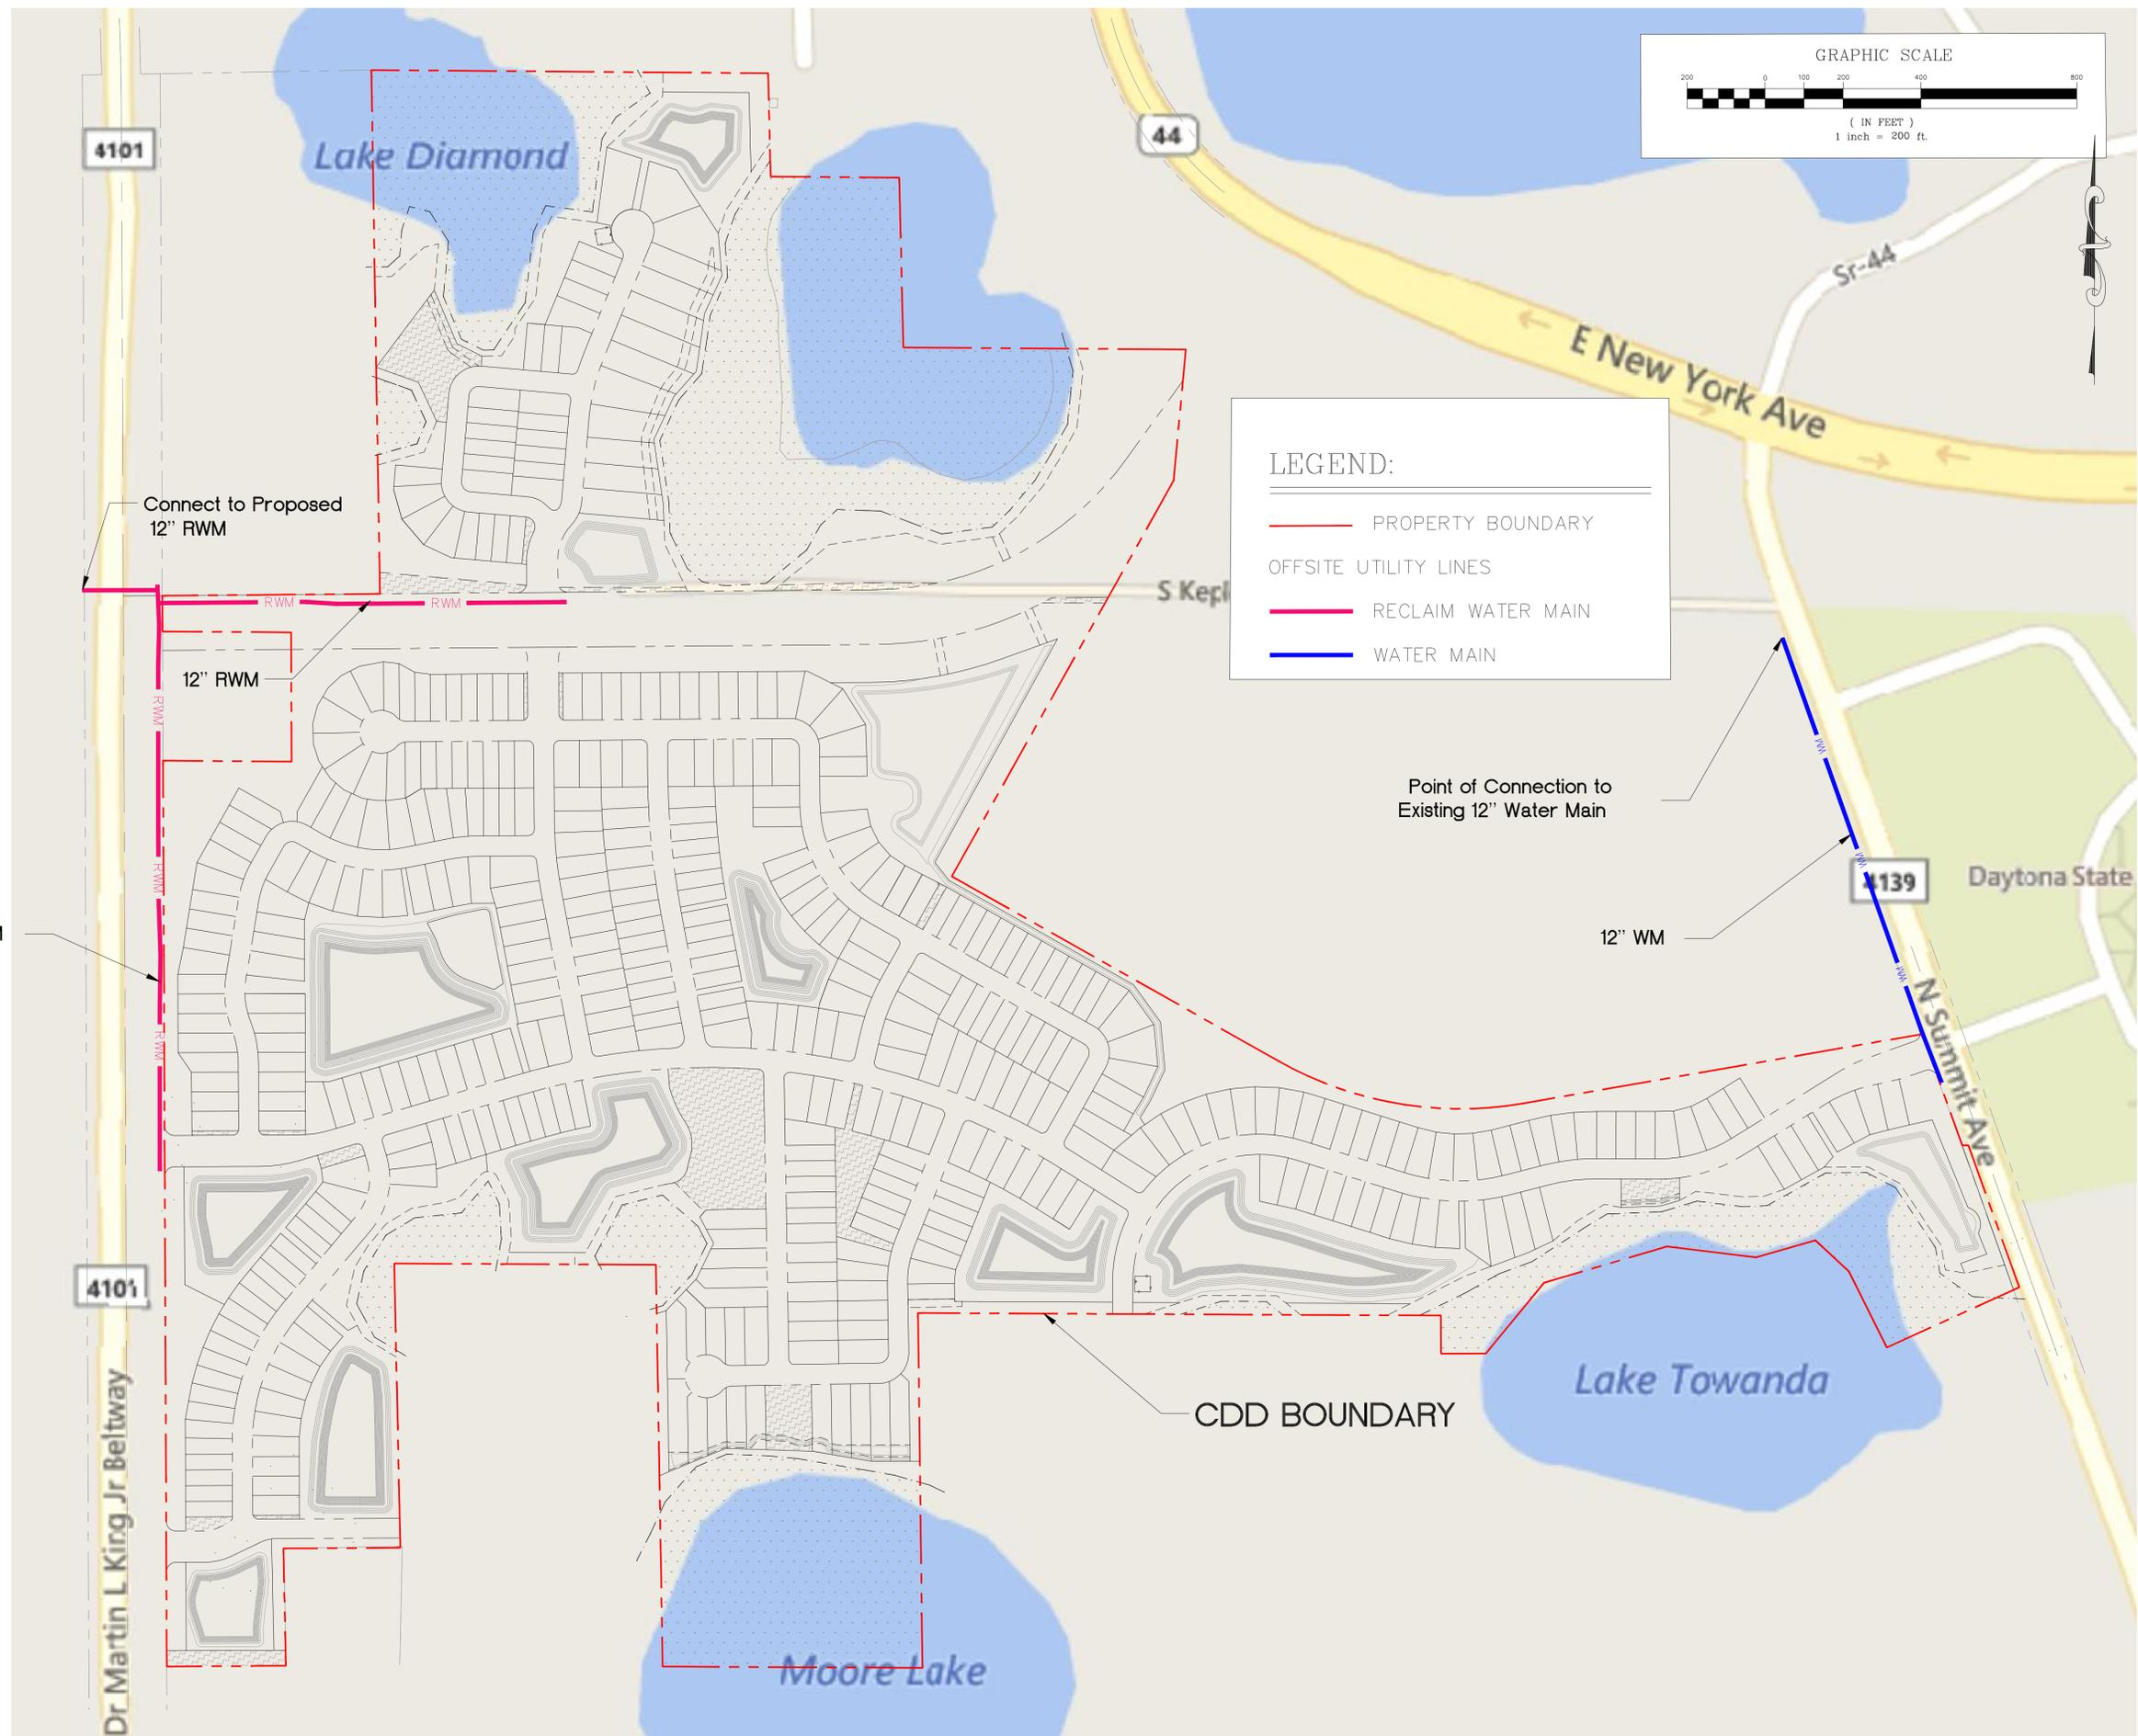 GRAPHIC SCALE
200 0 100 200 400 800
( IN FEET )
1 inch = 200 ft.
4101
Lake Diamond
44
Sr-44
E New York Ave
LEGEND:
PROPERTY BOUNDARY
OFFSITE UTILITY LINES
RECLAIM WATER MAIN
WATER MAIN
Connect to Proposed
12" RWM
S Kepl
RWM
RWM
12" RWM
RWM
RWM
RWM
WM
WM
WM
Point of Connection to
Existing 12" Water Main
4139
Daytona State
12" WM
N Summit Ave
4101
Lake Towanda
CDD BOUNDARY
Dr Martin L King Jr Beltway
Moore Lake